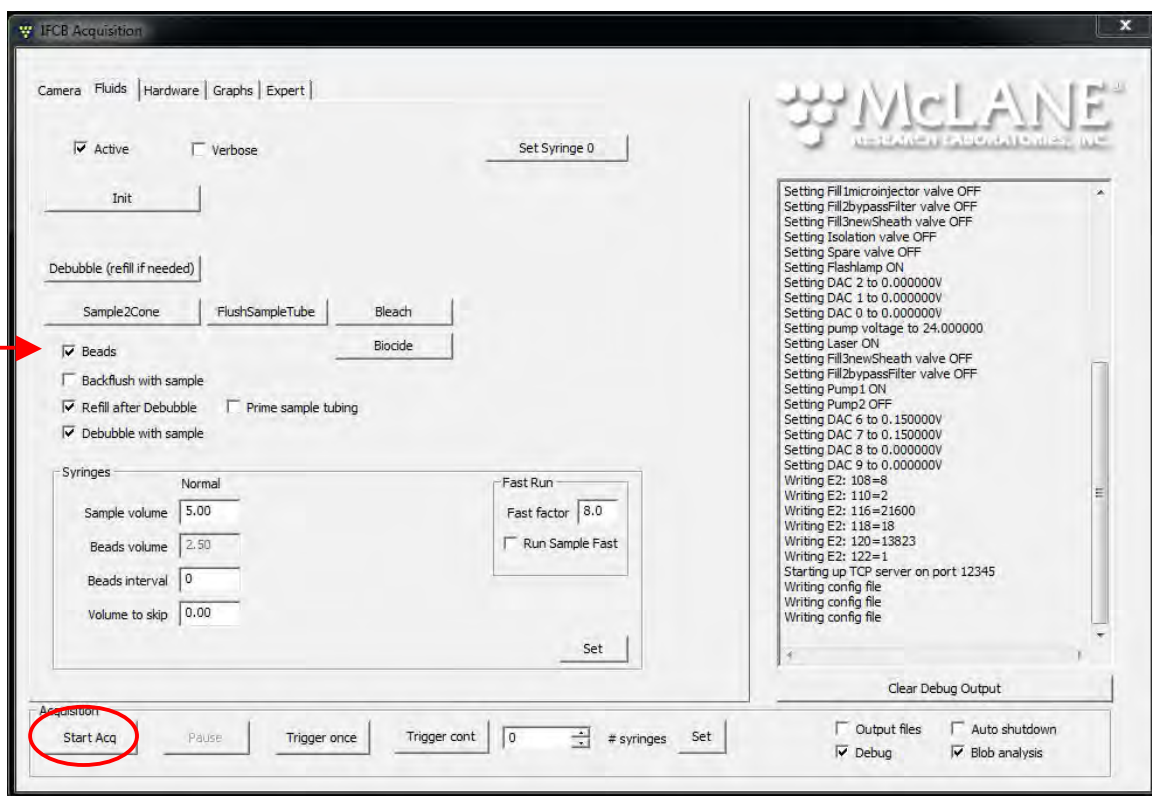 IFCB Acquisition
x
Camera Fluids Hardware Graphs Expert
Active Verbose Set Syringe 0
Init
Debubble (refill if needed)
Sample2Cone FlushSampleTube Bleach
Beads Biocide
Backflush with sample
Refill after Debubble Prime sample tubing
Debubble with sample
Syringes
Normal
Sample volume 5.00
Beads volume 2.50
Beads interval 0
Volume to skip 0.00
Fast Run
Fast factor 8.0
Run Sample Fast
Set
McLANE
RESEARCH LABORATORIES, INC
Setting Fill1microinjector valve OFF
Setting Fill2bypassFilter valve OFF
Setting Fill3newSheath valve OFF
Setting Isolation valve OFF
Setting Spare valve OFF
Setting Flashlamp ON
Setting DAC 2 to 0.000000V
Setting DAC 1 to 0.000000V
Setting DAC 0 to 0.000000V
Setting pump voltage to 24.000000
Setting Laser ON
Setting Fill3newSheath valve OFF
Setting Fill2bypassFilter valve OFF
Setting Pump1 ON
Setting Pump2 OFF
Setting DAC 6 to 0.150000V
Setting DAC 7 to 0.150000V
Setting DAC 8 to 0.000000V
Setting DAC 9 to 0.000000V
Writing E2: 108=8
Writing E2: 110=2
Writing E2: 116=21600
Writing E2: 118=18
Writing E2: 120=13823
Writing E2: 122=1
Starting up TCP server on port 12345
Writing config file
Writing config file
Writing config file
Clear Debug Output
Acquisition
Start Acq Pause Trigger once Trigger cont 0 # syringes Set
Output files Auto shutdown
Debug Blob analysis